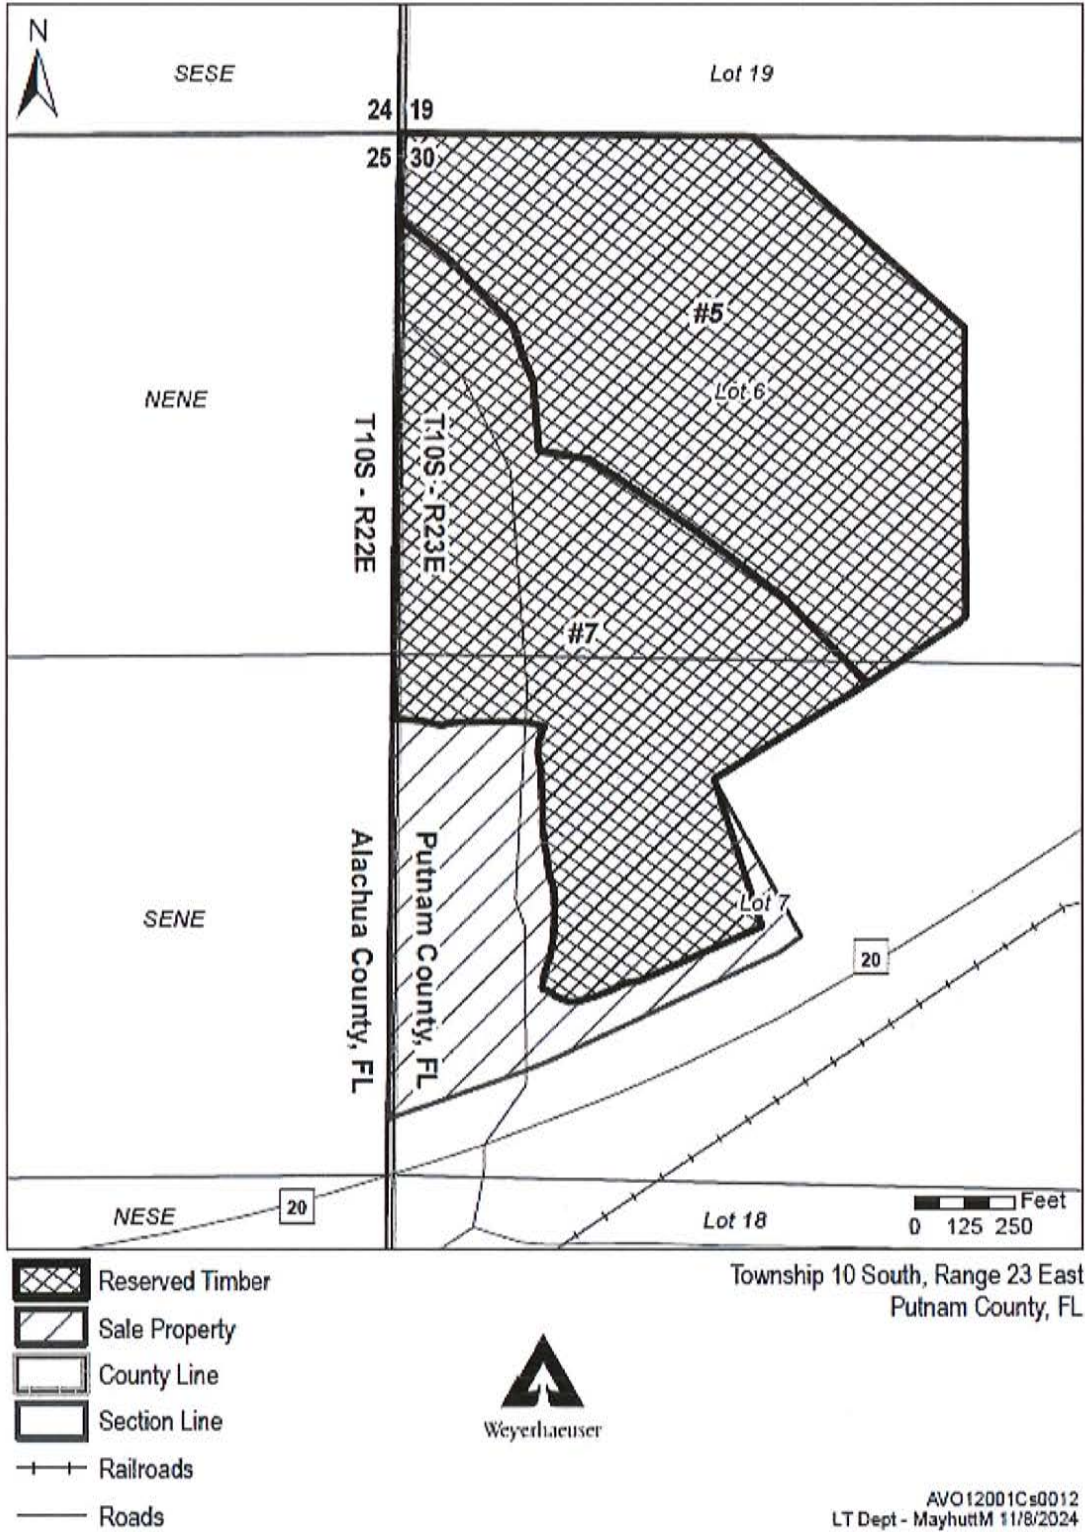 N
SESE
Lot 19
24 19
25 30
#5
Lot 6
NENE
T10S - R22E
T10S - R23E
#7
Alachua County, FL
Putnam County, FL
SENE
Lot 7
20
20
NESE
Lot 18
Feet
0 125 250
Reserved Timber
Sale Property
County Line
Section Line
Railroads
Roads
Township 10 South, Range 23 East
Putnam County, FL
Weyerhaeuser
AVO12001Cs0012
LT Dept - MayhuttM 11/8/2024